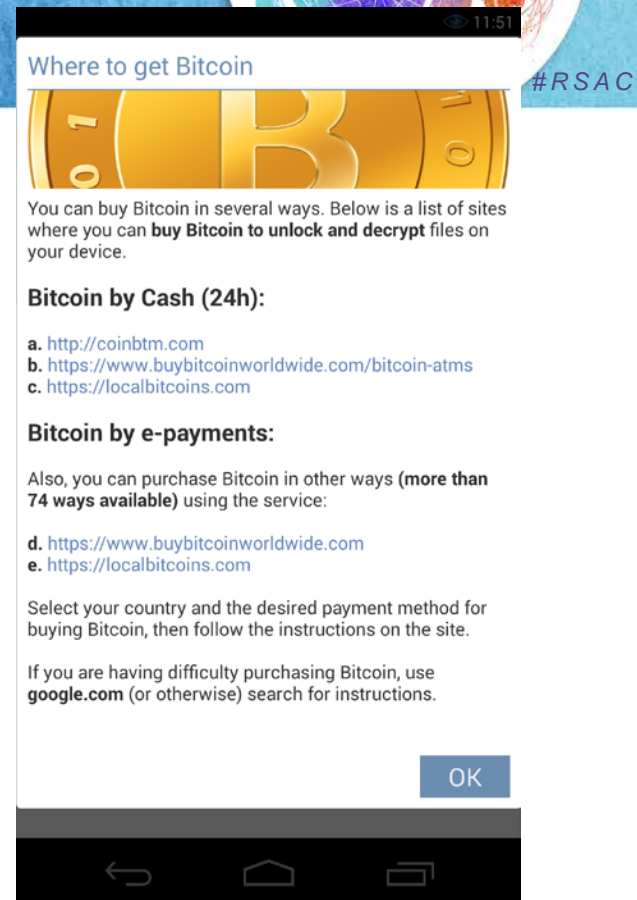 11:51
Where to get Bitcoin
#RSAC
You can buy Bitcoin in several ways. Below is a list of sites
where you can buy Bitcoin to unlock and decrypt files on
your device.
Bitcoin by Cash (24h):
a. http://coinbtm.com
b. https://www.buybitcoinworldwide.com/bitcoin-atms
c. https://localbitcoins.com
Bitcoin by e-payments:
Also, you can purchase Bitcoin in other ways (more than
74 ways available) using the service:
d. https://www.buybitcoinworldwide.com
e. https://localbitcoins.com
Select your country and the desired payment method for
buying Bitcoin, then follow the instructions on the site.
If you are having difficulty purchasing Bitcoin, use
google.com (or otherwise) search for instructions.
OK